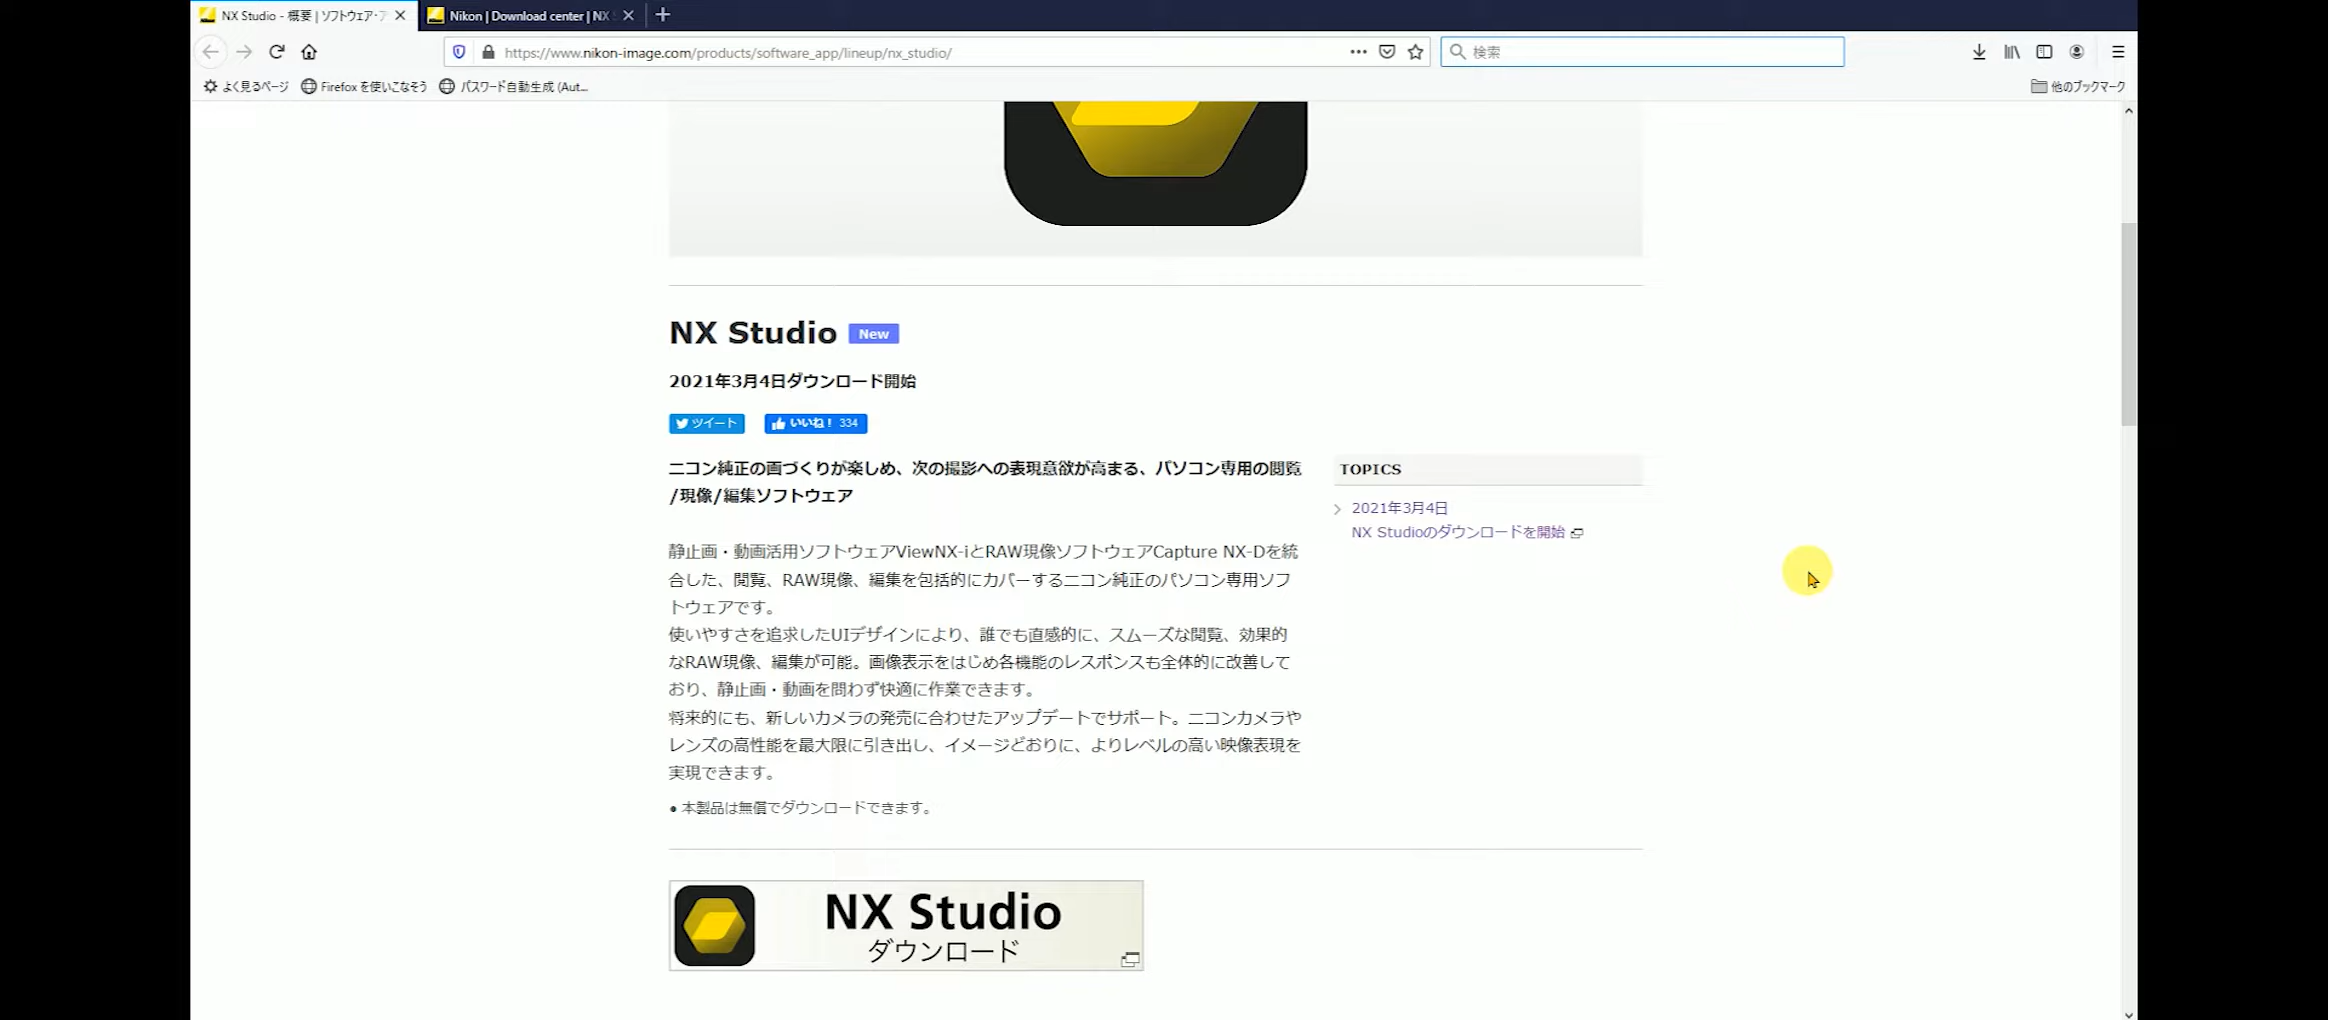 NX Studio - 概要 | ソフトウェア・ア
Nikon | Download center | NX S
https://www.nikon-image.com/products/software_app/lineup/nx_studio/
検索
よく見るページ
Firefox を使いこなそう
パスワード自動生成 (Aut...
他のブックマーク
NX Studio New
2021年3月4日ダウンロード開始
ツイート いいね！ 334
ニコン純正の画づくりが楽しめ、次の撮影への表現意欲が高まる、パソコン専用の閲覧
/現像/編集ソフトウェア
静止画・動画活用ソフトウェアViewNX-iとRAW現像ソフトウェアCapture NX-Dを統
合した、閲覧、RAW現像、編集を包括的にカバーするニコン純正のパソコン専用ソフ
トウェアです。
使いやすさを追求したUIデザインにより、誰でも直感的に、スムーズな閲覧、効果的
なRAW現像、編集が可能。画像表示をはじめ各機能のレスポンスも全体的に改善して
おり、静止画・動画を問わず快適に作業できます。
将来的にも、新しいカメラの発売に合わせたアップデートでサポート。ニコンカメラや
レンズの高性能を最大限に引き出し、イメージどおりに、よりレベルの高い映像表現を
実現できます。
● 本製品は無償でダウンロードできます。
TOPICS
2021年3月4日
NX Studioのダウンロードを開始
NX Studio
ダウンロード